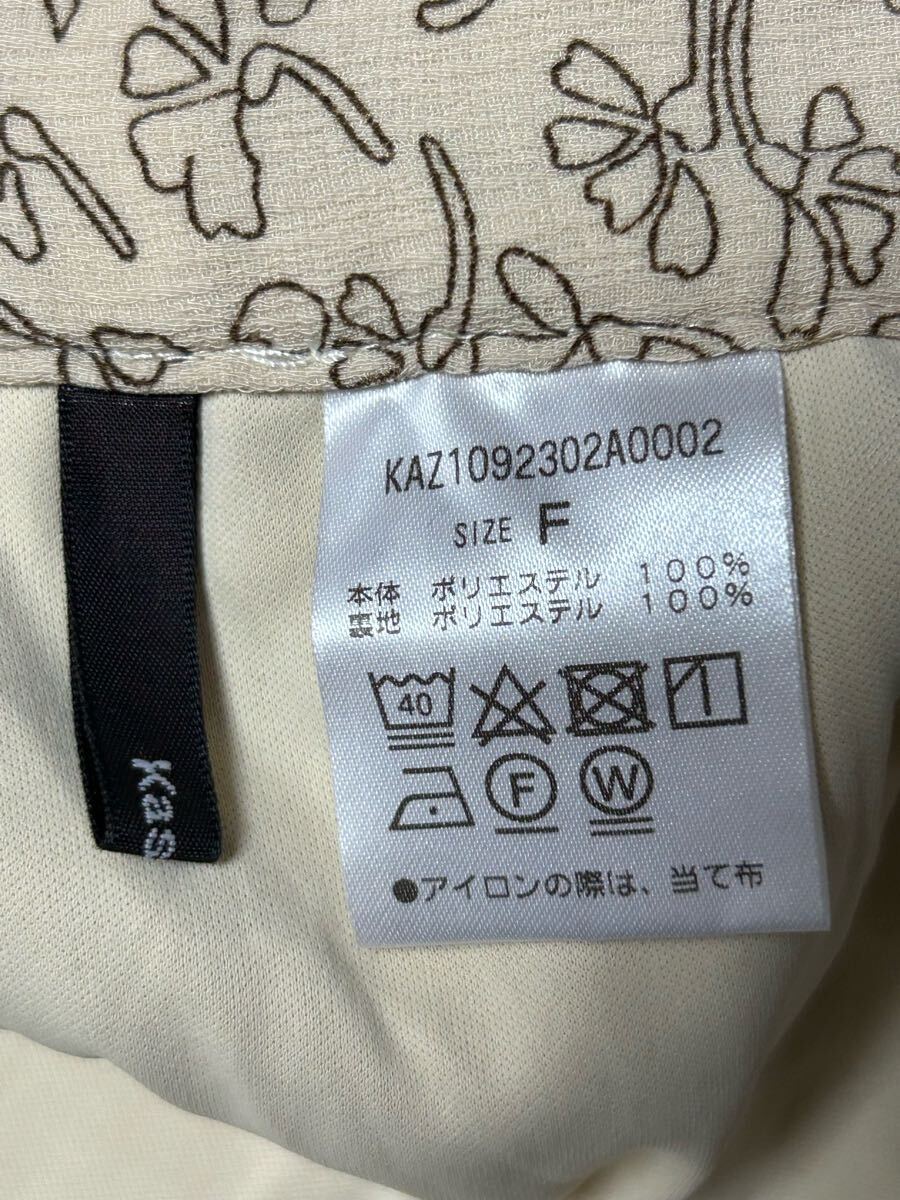 KAZ1092302A0002
SIZE F
本体 ポリエステル 100%
裏地 ポリエステル 100%
40
F W
●アイロンの際は、当て布
Kas